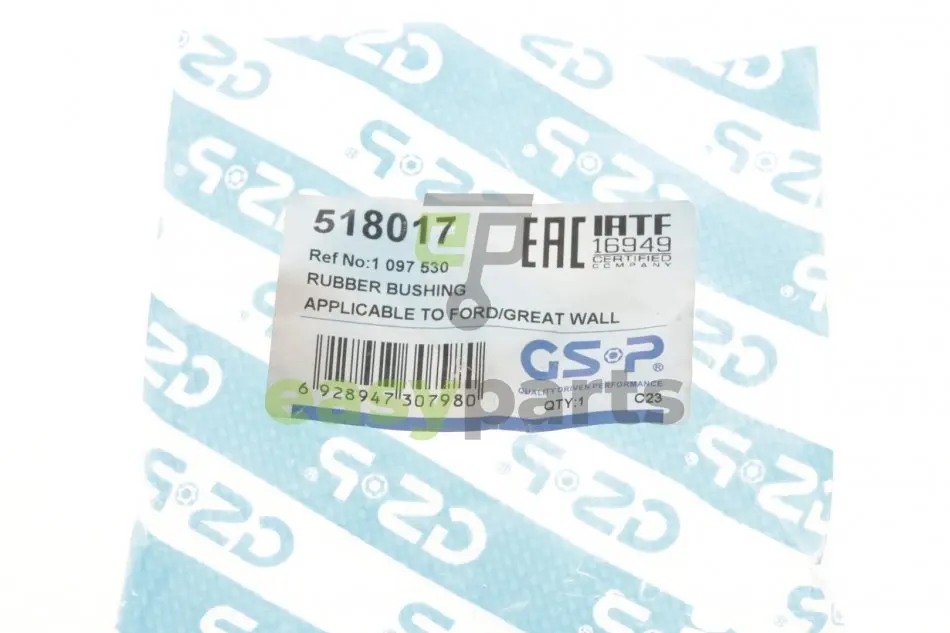 518017
EAC
IATF
16949
CERTIFIED
COMPANY
Ref No:1 097 530
RUBBER BUSHING
APPLICABLE TO FORD/GREAT WALL
GS·P®
QUALITY DRIVEN PERFORMANCE
6 928947 307980
QTY:1 C23
easyparts